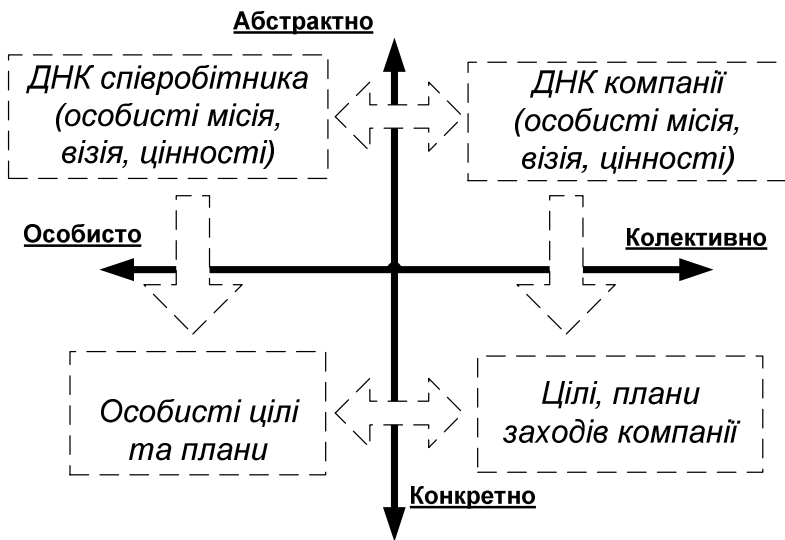 Абстрактно
ДНК співробітника
(особисті місія,
візія, цінності)
ДНК компанії
(особисті місія,
візія, цінності)
Особисто
Колективно
Особисті цілі
та плани
Цілі, плани
заходів компанії
Конкретно